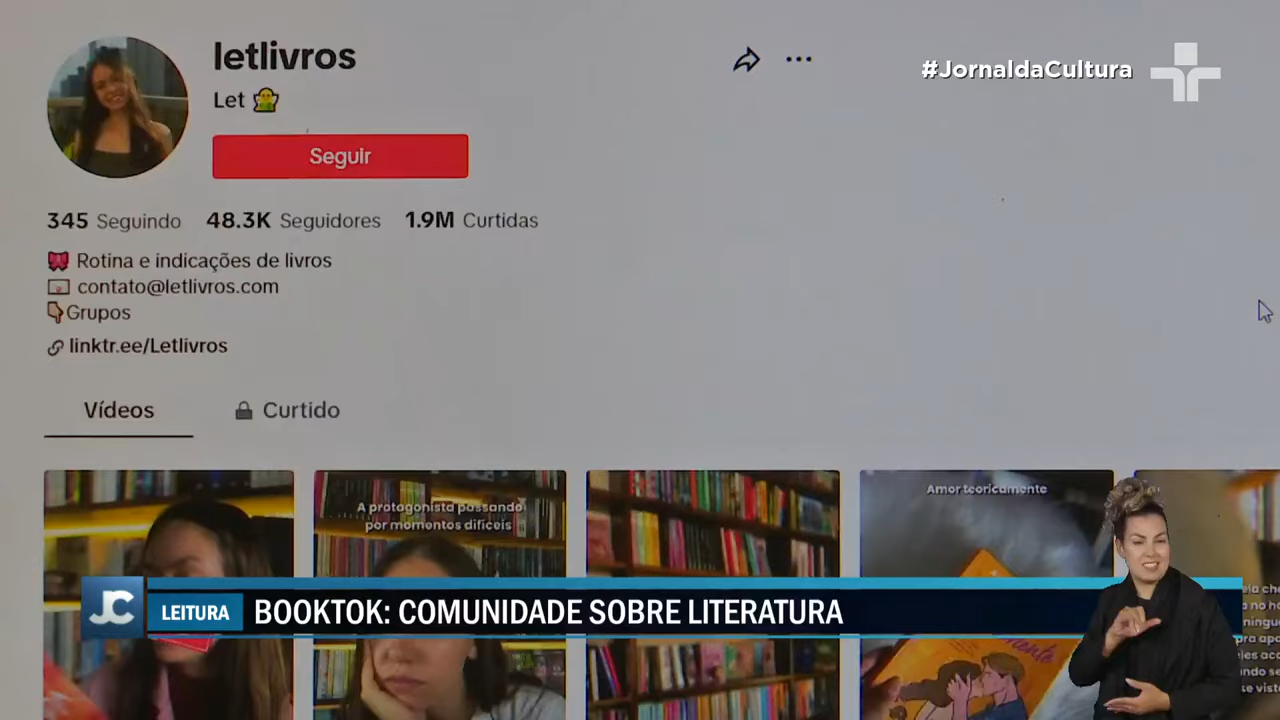 letlivros
Let
Seguir
#JornaldaCultura
345 Seguindo 48.3K Seguidores 1.9M Curtidas
Rotina e indicações de livros
contato@letlivros.com
Grupos
linktr.ee/Letlivros
Vídeos
Curtido
A protagonista passando
por momentos difíceis
Amor teoricamente
JC
LEITURA
BOOKTOK: COMUNIDADE SOBRE LITERATURA